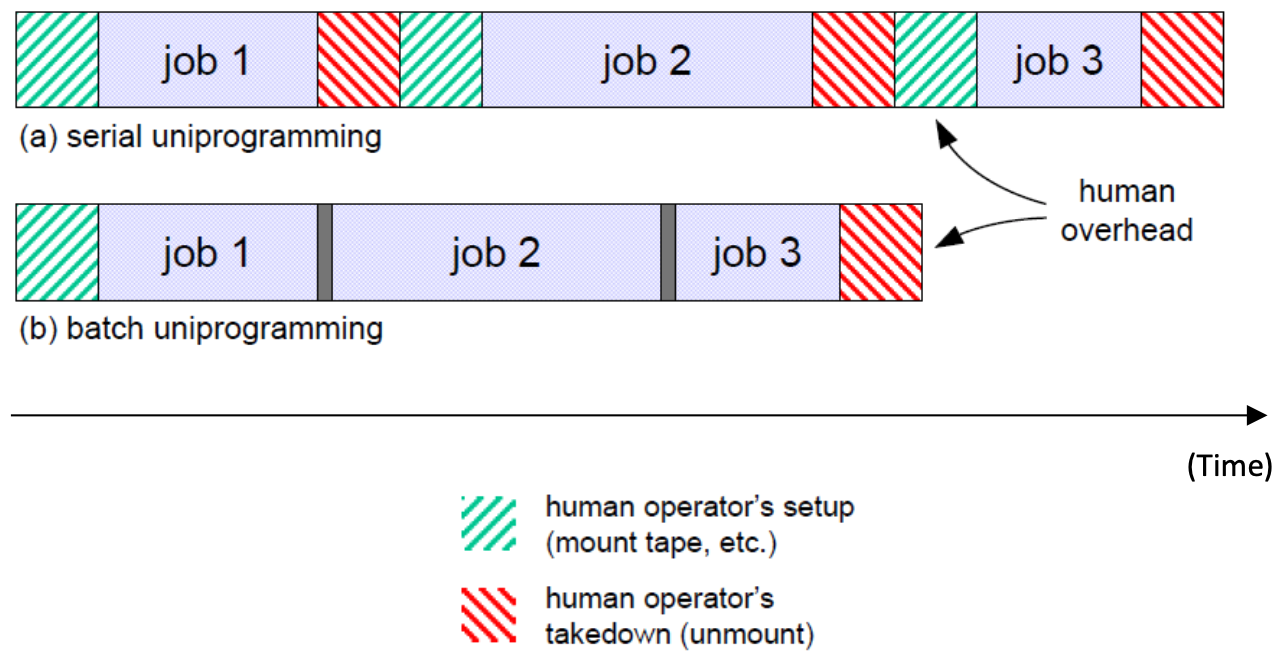 job 1
job 2
job 3
(a) serial uniprogramming
human
overhead
job 1
job 2
job 3
(b) batch uniprogramming
(Time)
human operator's setup
(mount tape, etc.)
human operator's
takedown (unmount)